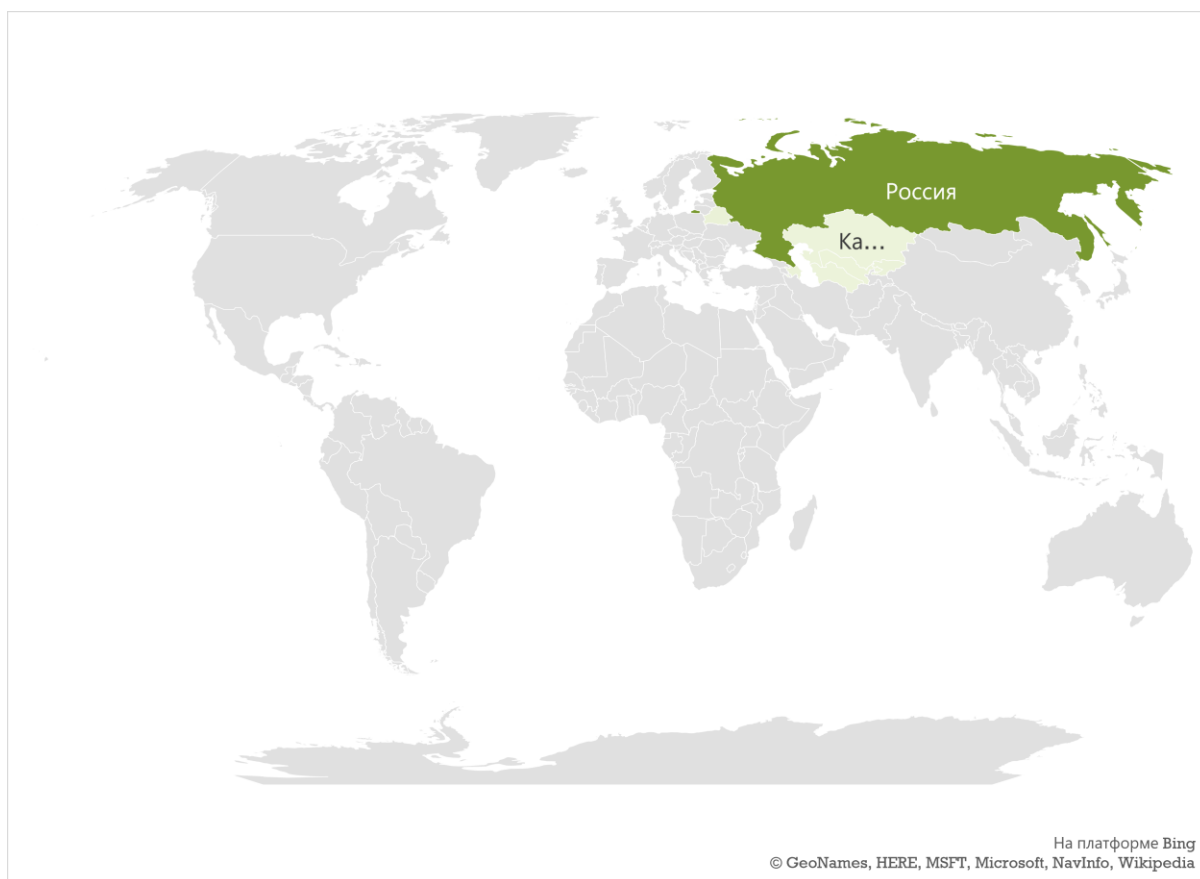 Россия
Ка...
На платформе Bing
© GeoNames, HERE, MSFT, Microsoft, NavInfo, Wikipedia